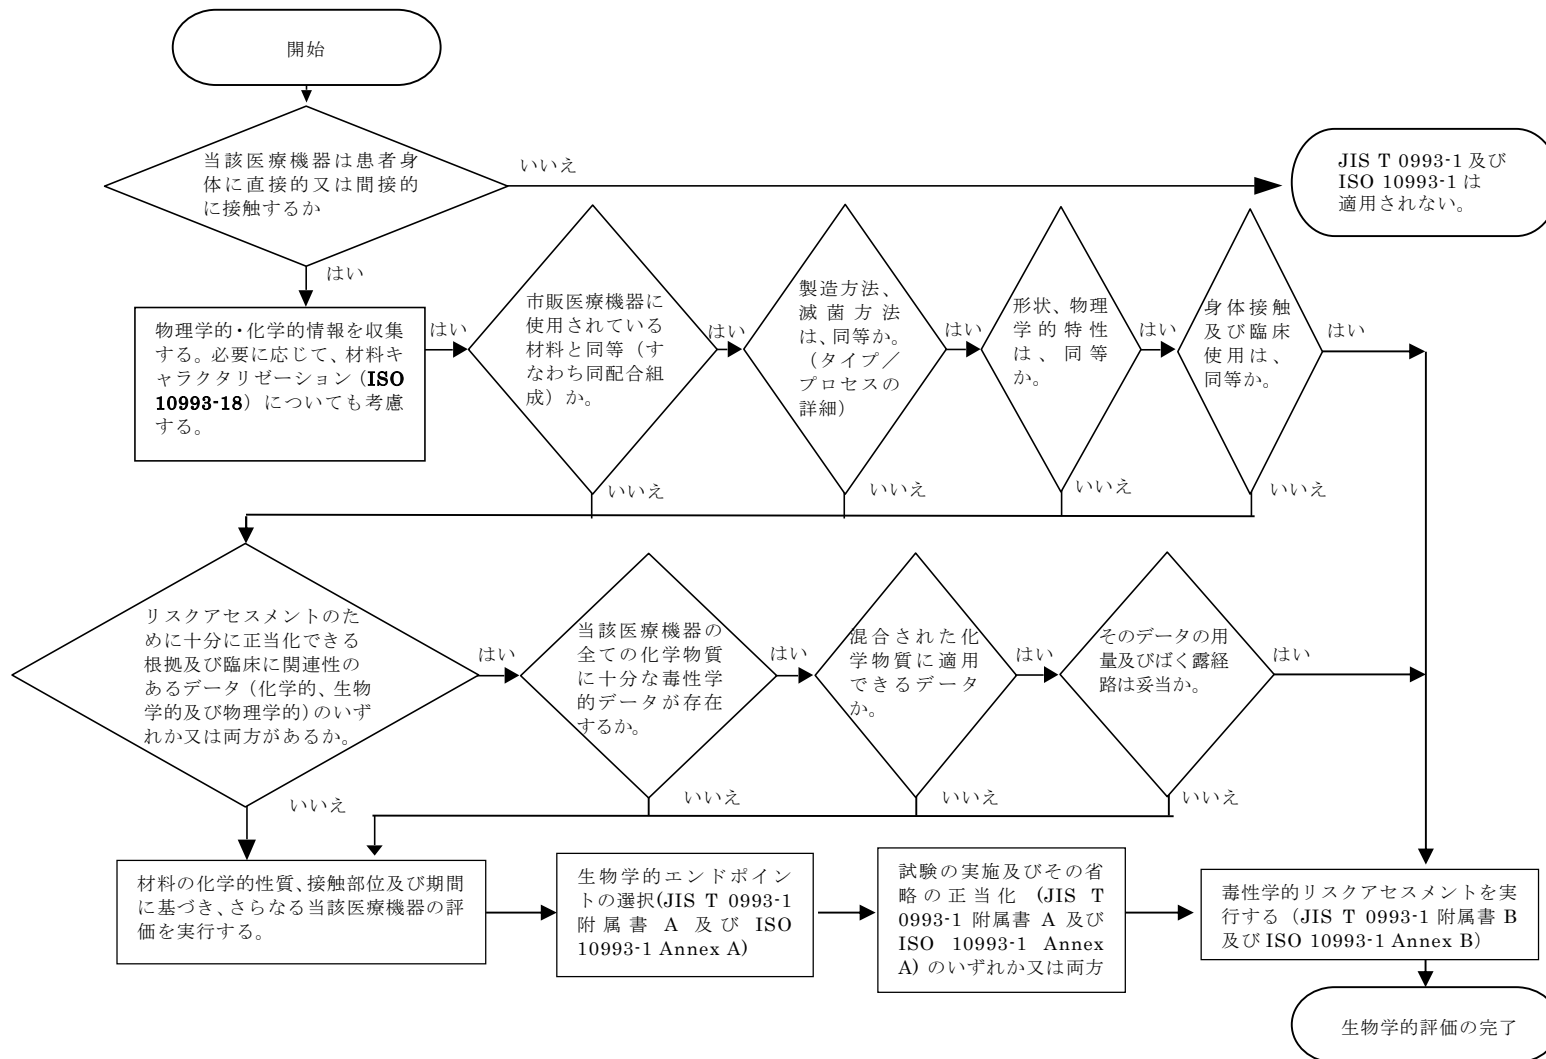 開始
当該医療機器は患者身
体に直接的又は間接的
に接触するか
いいえ
JIS T 0993-1 及び
ISO 10993-1 は
適用されない。
はい
物理学的・化学的情報を収集
する。必要に応じて、材料キ
ャラクタリゼーション（ISO
10993-18）についても考慮
する。
はい
市販医療機器に
使用されている
材料と同等（す
なわち同配合組
成）か。
はい
いいえ
製造方法、
滅菌方法
は、同等か。
（タイプ／
プロセスの
詳細）
はい
いいえ
形状、物理
学的特性
は、同等
か。
はい
いいえ
身体接触
及び臨床
使用は、
同等か。
はい
いいえ
リスクアセスメントのた
めに十分に正当化できる
根拠及び臨床に関連性の
あるデータ（化学的、生物
学的及び物理学的）のいず
れか又は両方があるか。
はい
いいえ
当該医療機器の
全ての化学物質
に十分な毒性学
的データが存在
するか。
はい
いいえ
混合された化
学物質に適用
できるデータ
か。
はい
いいえ
そのデータの用
量及びばく露経
路は妥当か。
はい
いいえ
材料の化学的性質、接触部位及び期間
に基づき、さらなる当該医療機器の評
価を実行する。
生物学的エンドポイン
トの選択(JIS T 0993-1
附属書 A 及び ISO
10993-1 Annex A)
試験の実施及びその省
略の正当化 (JIS T
0993-1 附属書 A 及び
ISO 10993-1 Annex
A) のいずれか又は両方
毒性学的リスクアセスメントを実
行する（JIS T 0993-1 附属書 B
及び ISO 10993-1 Annex B）
生物学的評価の完了